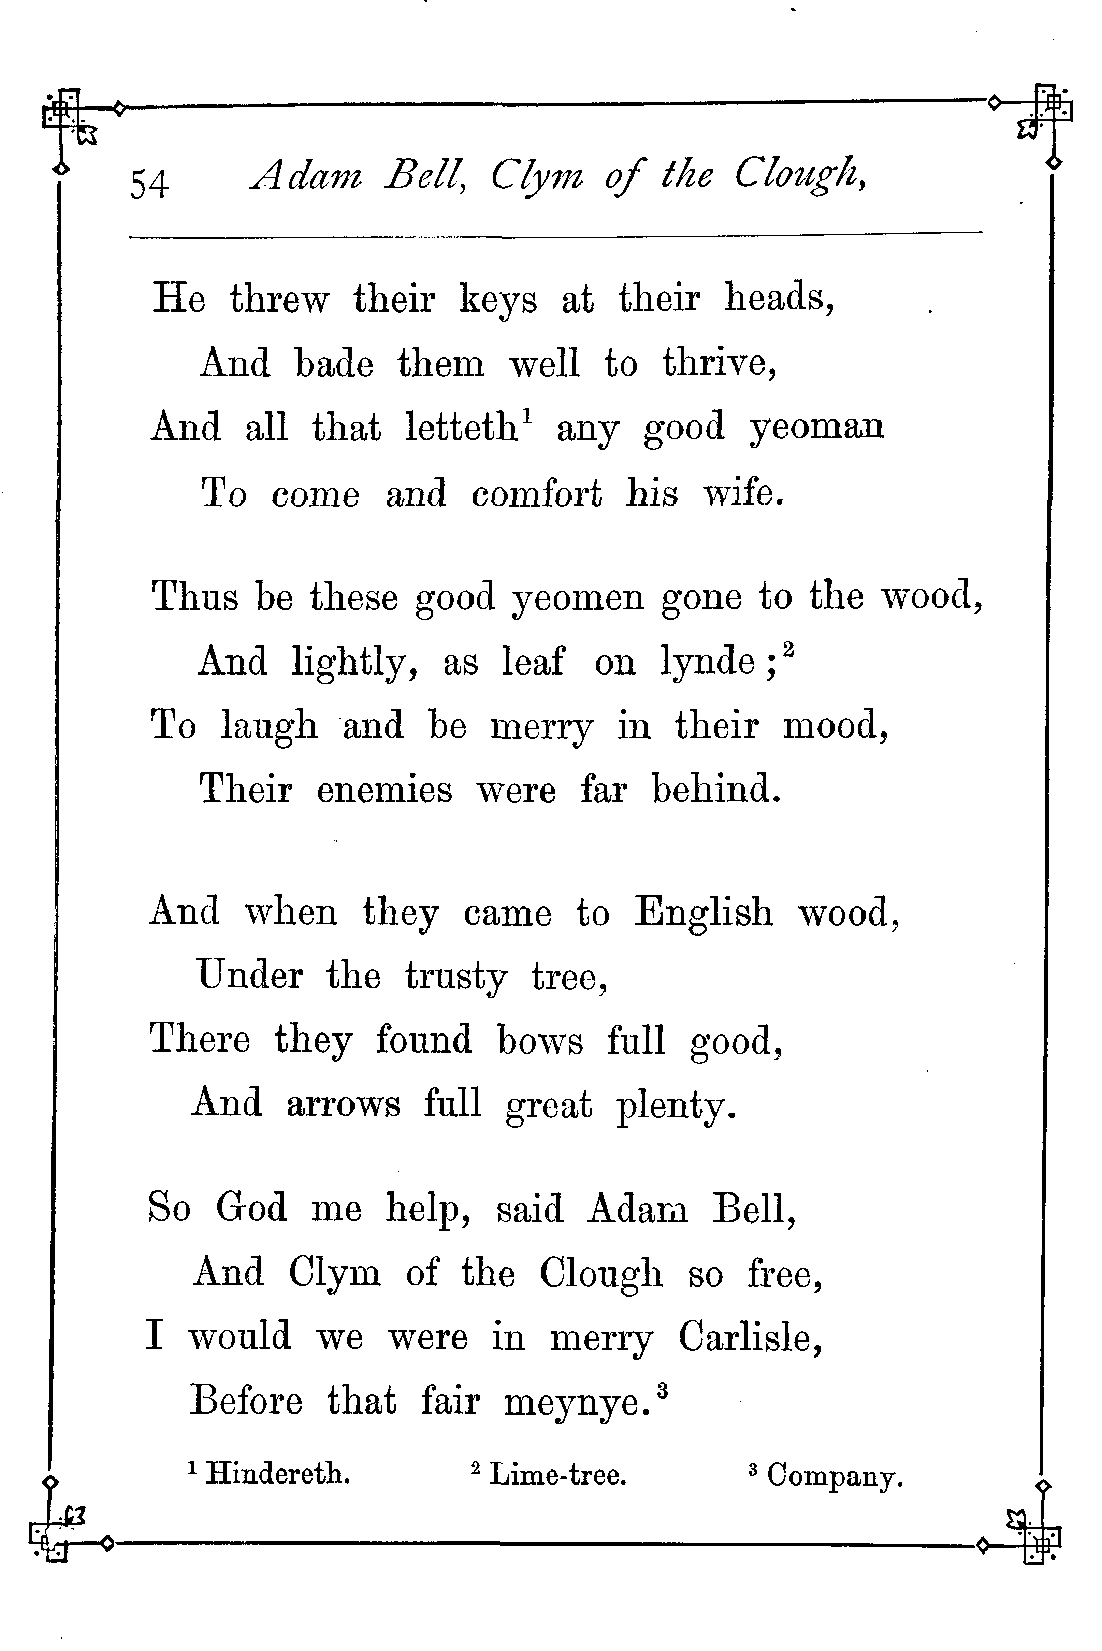 54 Adam Bell, Clym of the Clough,
He threw their keys at their heads,
And bade them well to thrive,
And all that letteth¹ any good yeoman
To come and comfort his wife.
Thus be these good yeomen gone to the wood,
And lightly, as leaf on lynde;²
To laugh and be merry in their mood,
Their enemies were far behind.
And when they came to English wood,
Under the trusty tree,
There they found bows full good,
And arrows full great plenty.
So God me help, said Adam Bell,
And Clym of the Clough so free,
I would we were in merry Carlisle,
Before that fair meynye.³
¹ Hindereth. ² Lime-tree. ³ Company.